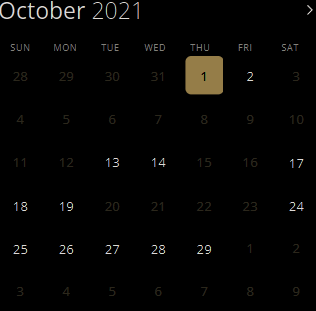 October 2021
SUN MON TUE WED THU FRI SAT
28 29 30 31 1 2 3
4 5 6 7 8 9 10
11 12 13 14 15 16 17
18 19 20 21 22 23 24
25 26 27 28 29 1 2
3 4 5 6 7 8 9